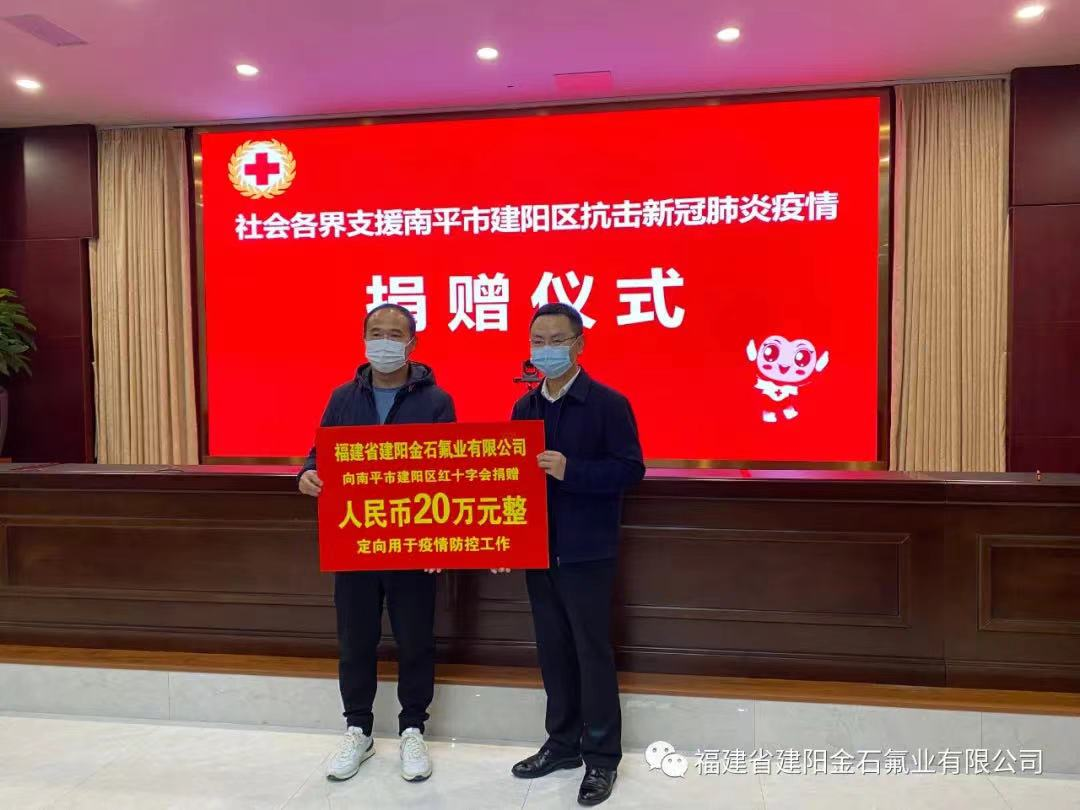 社会各界支援南平市建阳区抗击新冠肺炎疫情
捐赠仪式
福建省建阳金石氟业有限公司
向南平市建阳区红十字会捐赠
人民币20万元整
定向用于疫情防控工作
福建省建阳金石氟业有限公司